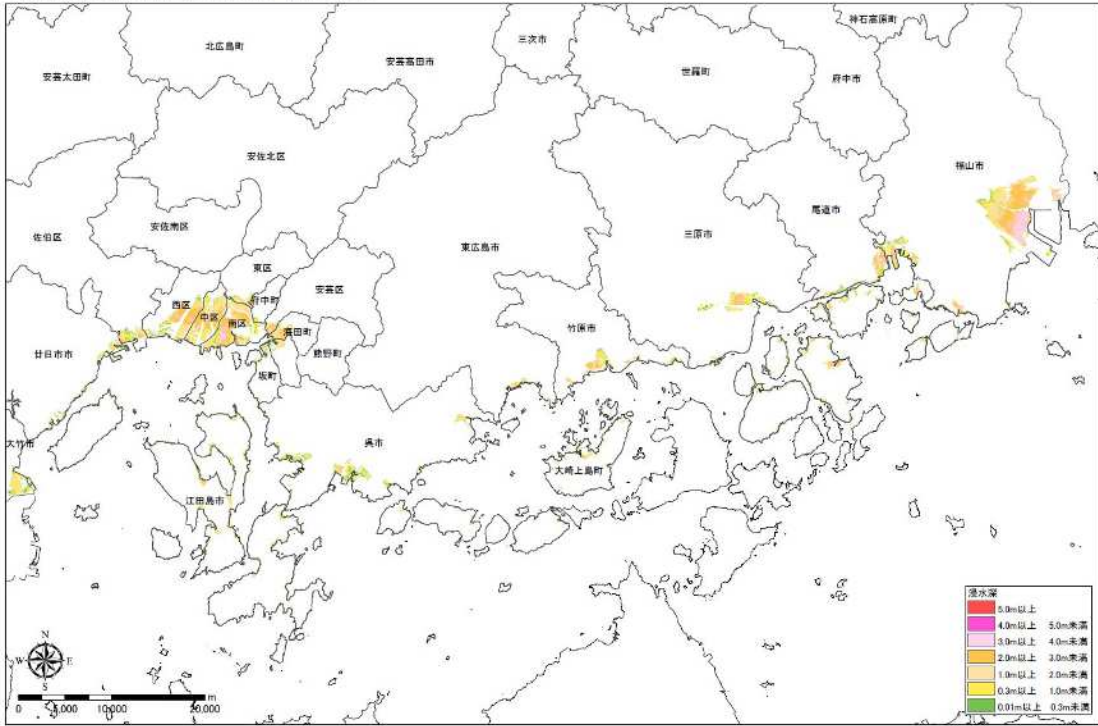 神石高原町
三次市
北広島町
安芸高田市
世羅町
府中市
安芸太田町
安佐北区
福山市
尾道市
安佐南区
佐伯区
東広島市
三原市
東区
安芸区
府中町
西区
中区
南区
海田町
竹原市
廿日市市
熊野町
坂町
大竹市
呉市
大崎上島町
江田島市
浸水深
5.0m以上
4.0m以上 5.0m未満
3.0m以上 4.0m未満
2.0m以上 3.0m未満
1.0m以上 2.0m未満
0.3m以上 1.0m未満
0.01m以上 0.3m未満
N
W E
S
0 5,000 10,000 20,000 m